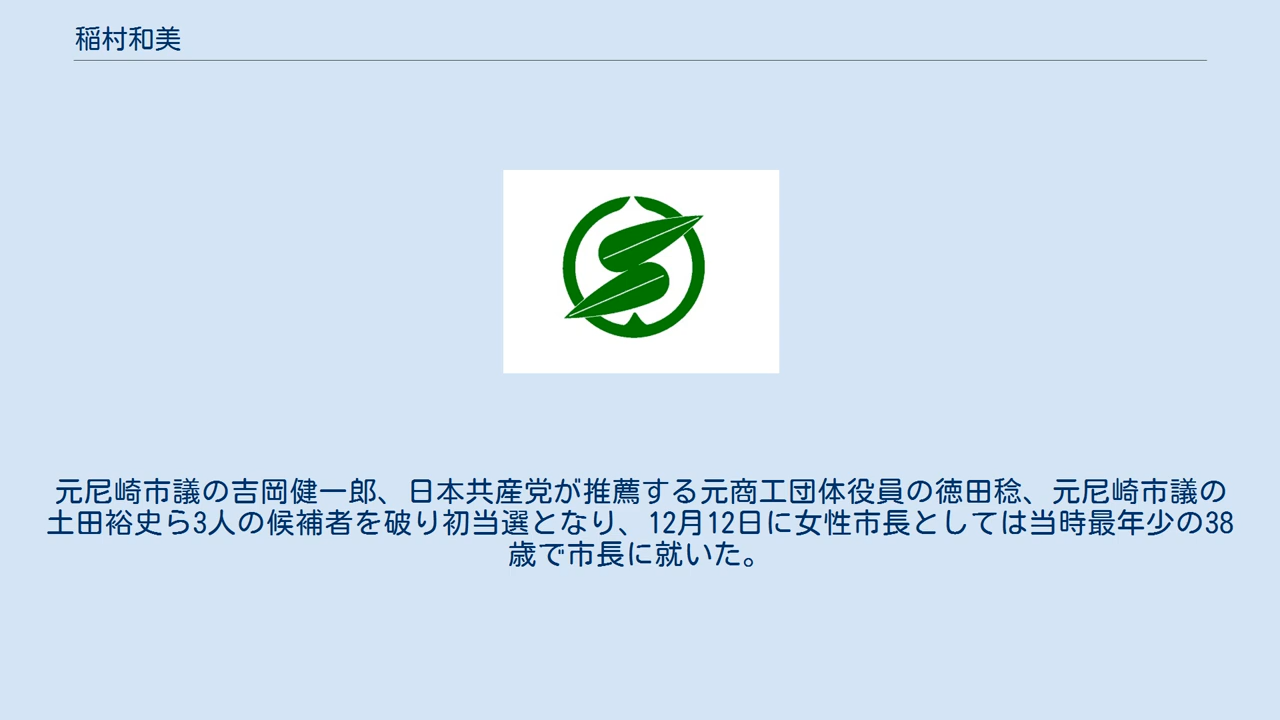 稲村和美
元尼崎市議の吉岡健一郎、日本共産党が推薦する元商工団体役員の徳田稔、元尼崎市議の
土田裕史ら3人の候補者を破り初当選となり、12月12日に女性市長としては当時最年少の38
歳で市長に就いた。